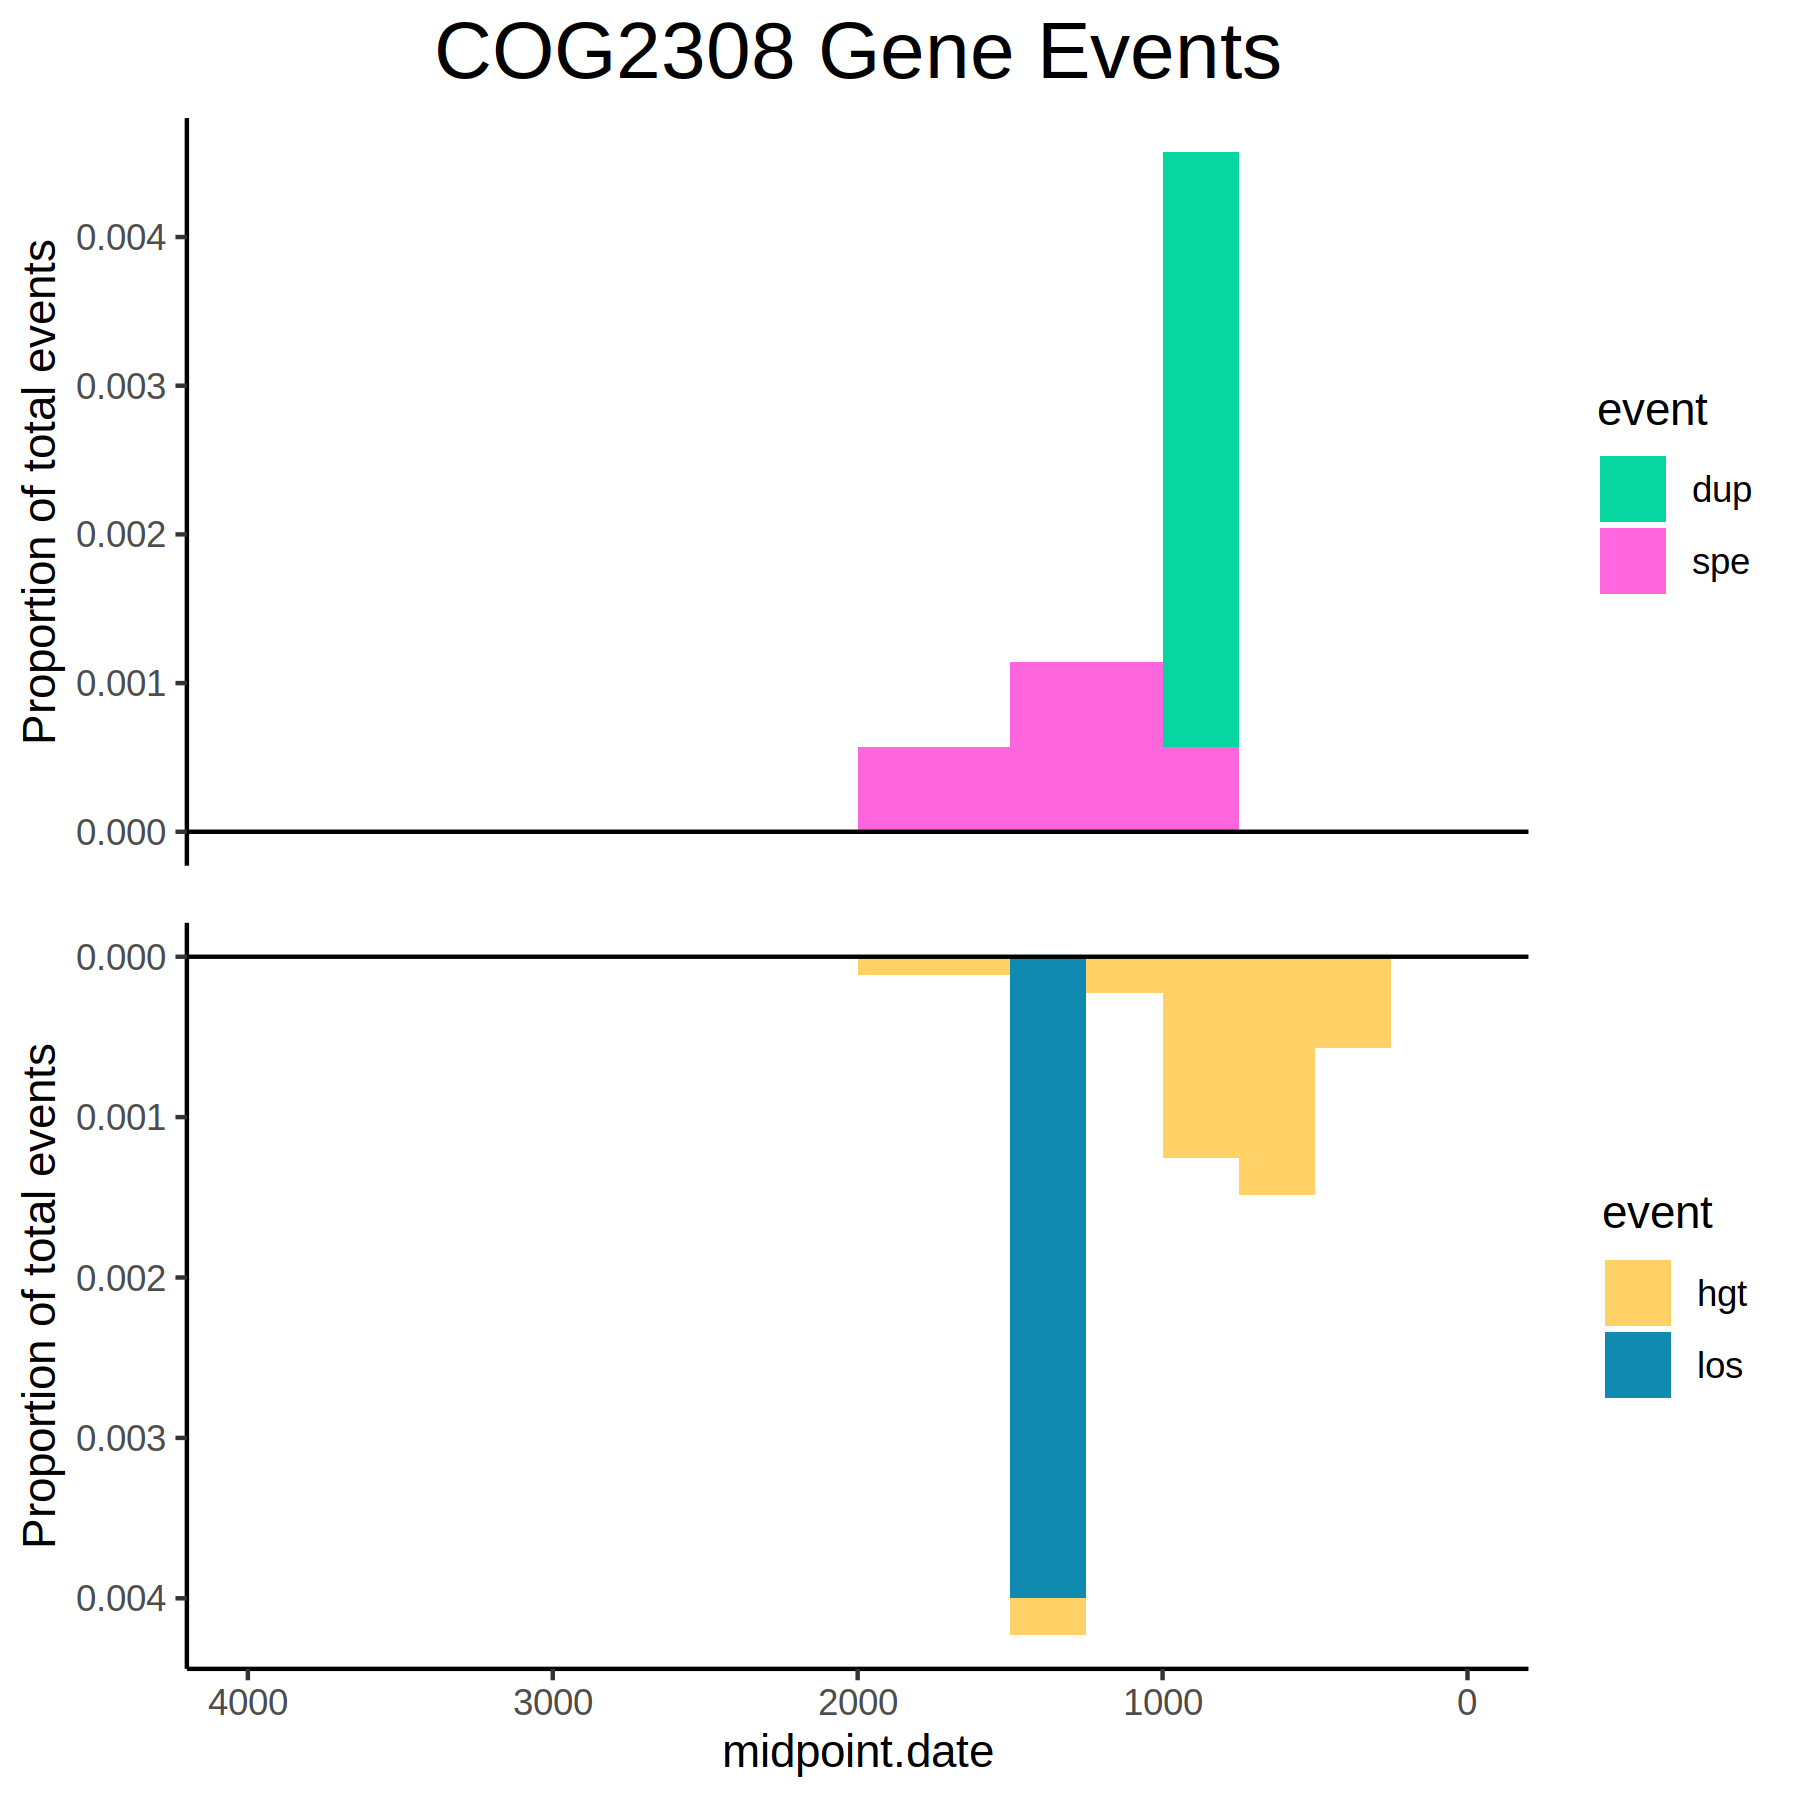 COG2308 Gene Events
Proportion of total events
0.004
0.003
0.002
0.001
0.000
event
dup
spe
Proportion of total events
0.000
0.001
0.002
0.003
0.004
event
hgt
los
4000 3000 2000 1000 0
midpoint.date